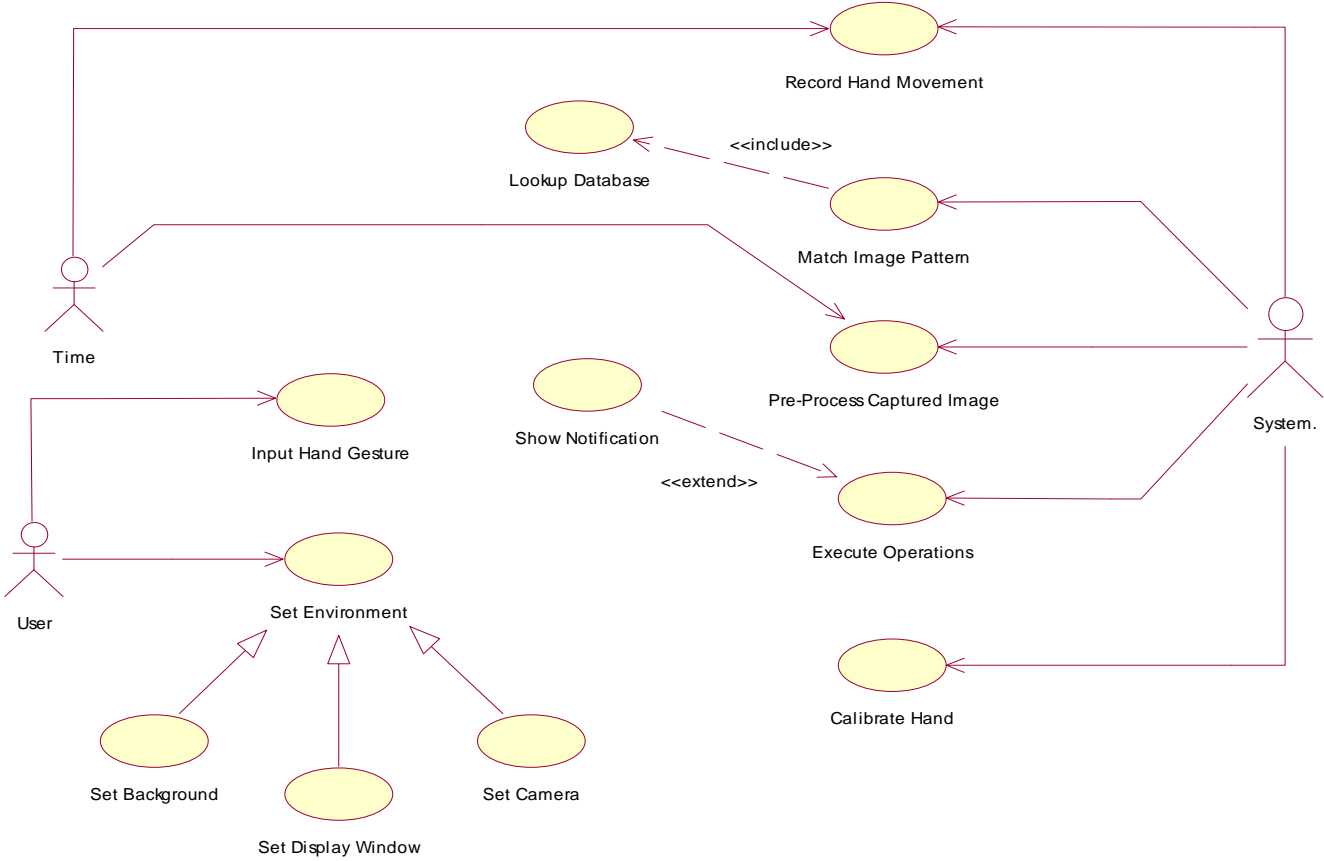 Record Hand Movement
<<include>>
Lookup Database
Match Image Pattern
Time
Pre-Process Captured Image
System.
Show Notification
Input Hand Gesture
<<extend>>
Execute Operations
Set Environment
User
Calibrate Hand
Set Background
Set Camera
Set Display Window